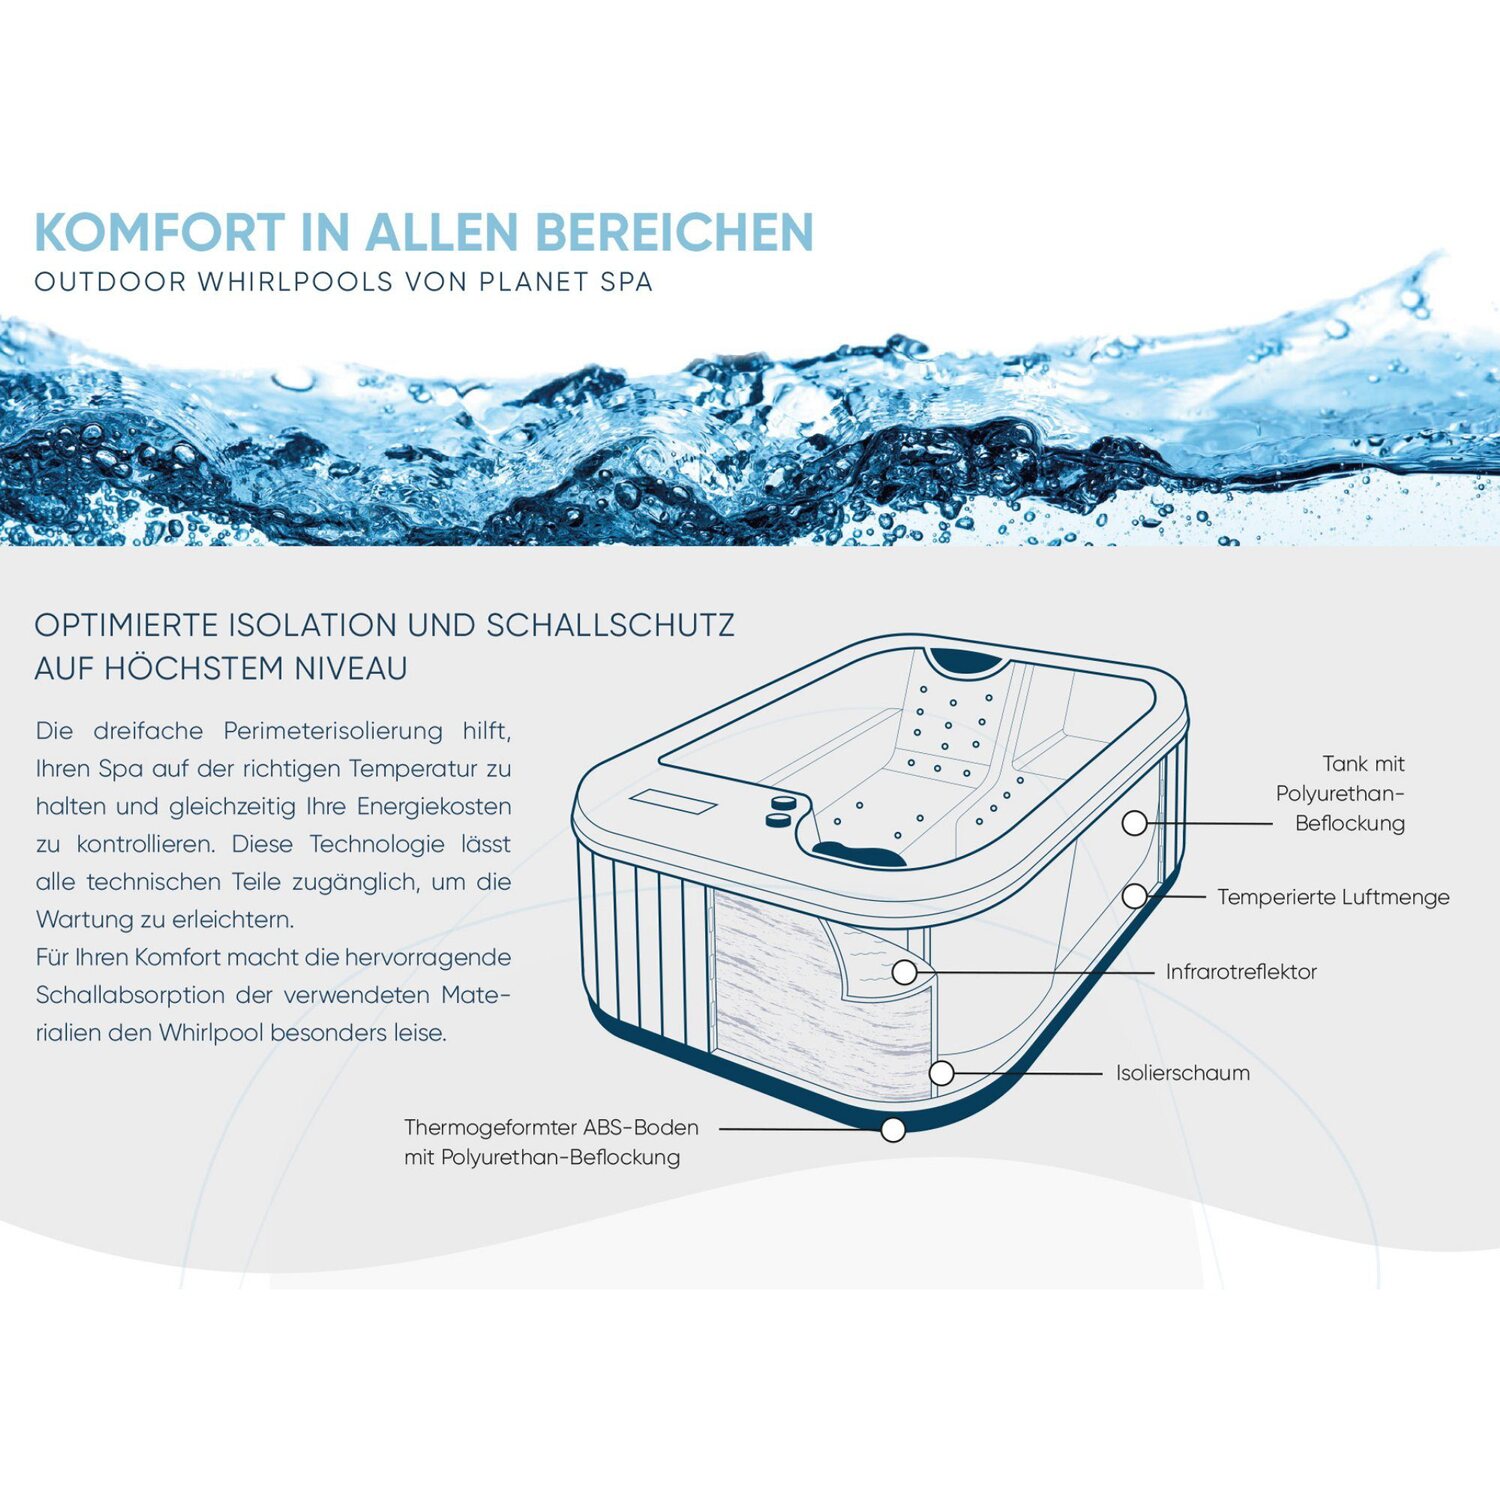 KOMFORT IN ALLEN BEREICHEN
OUTDOOR WHIRLPOOLS VON PLANET SPA
OPTIMIERTE ISOLATION UND SCHALLSCHUTZ
AUF HÖCHSTEM NIVEAU
Die dreifache Perimeterisolierung hilft,
Ihren Spa auf der richtigen Temperatur zu
halten und gleichzeitig Ihre Energiekosten
zu kontrollieren. Diese Technologie lässt
alle technischen Teile zugänglich, um die
Wartung zu erleichtern.
Für Ihren Komfort macht die hervorragende
Schallabsorption der verwendeten Mate-
rialien den Whirlpool besonders leise.
Tank mit
Polyurethan-
Beflockung
Temperierte Luftmenge
Infrarotreflektor
Isolierschaum
Thermogeformter ABS-Boden
mit Polyurethan-Beflockung